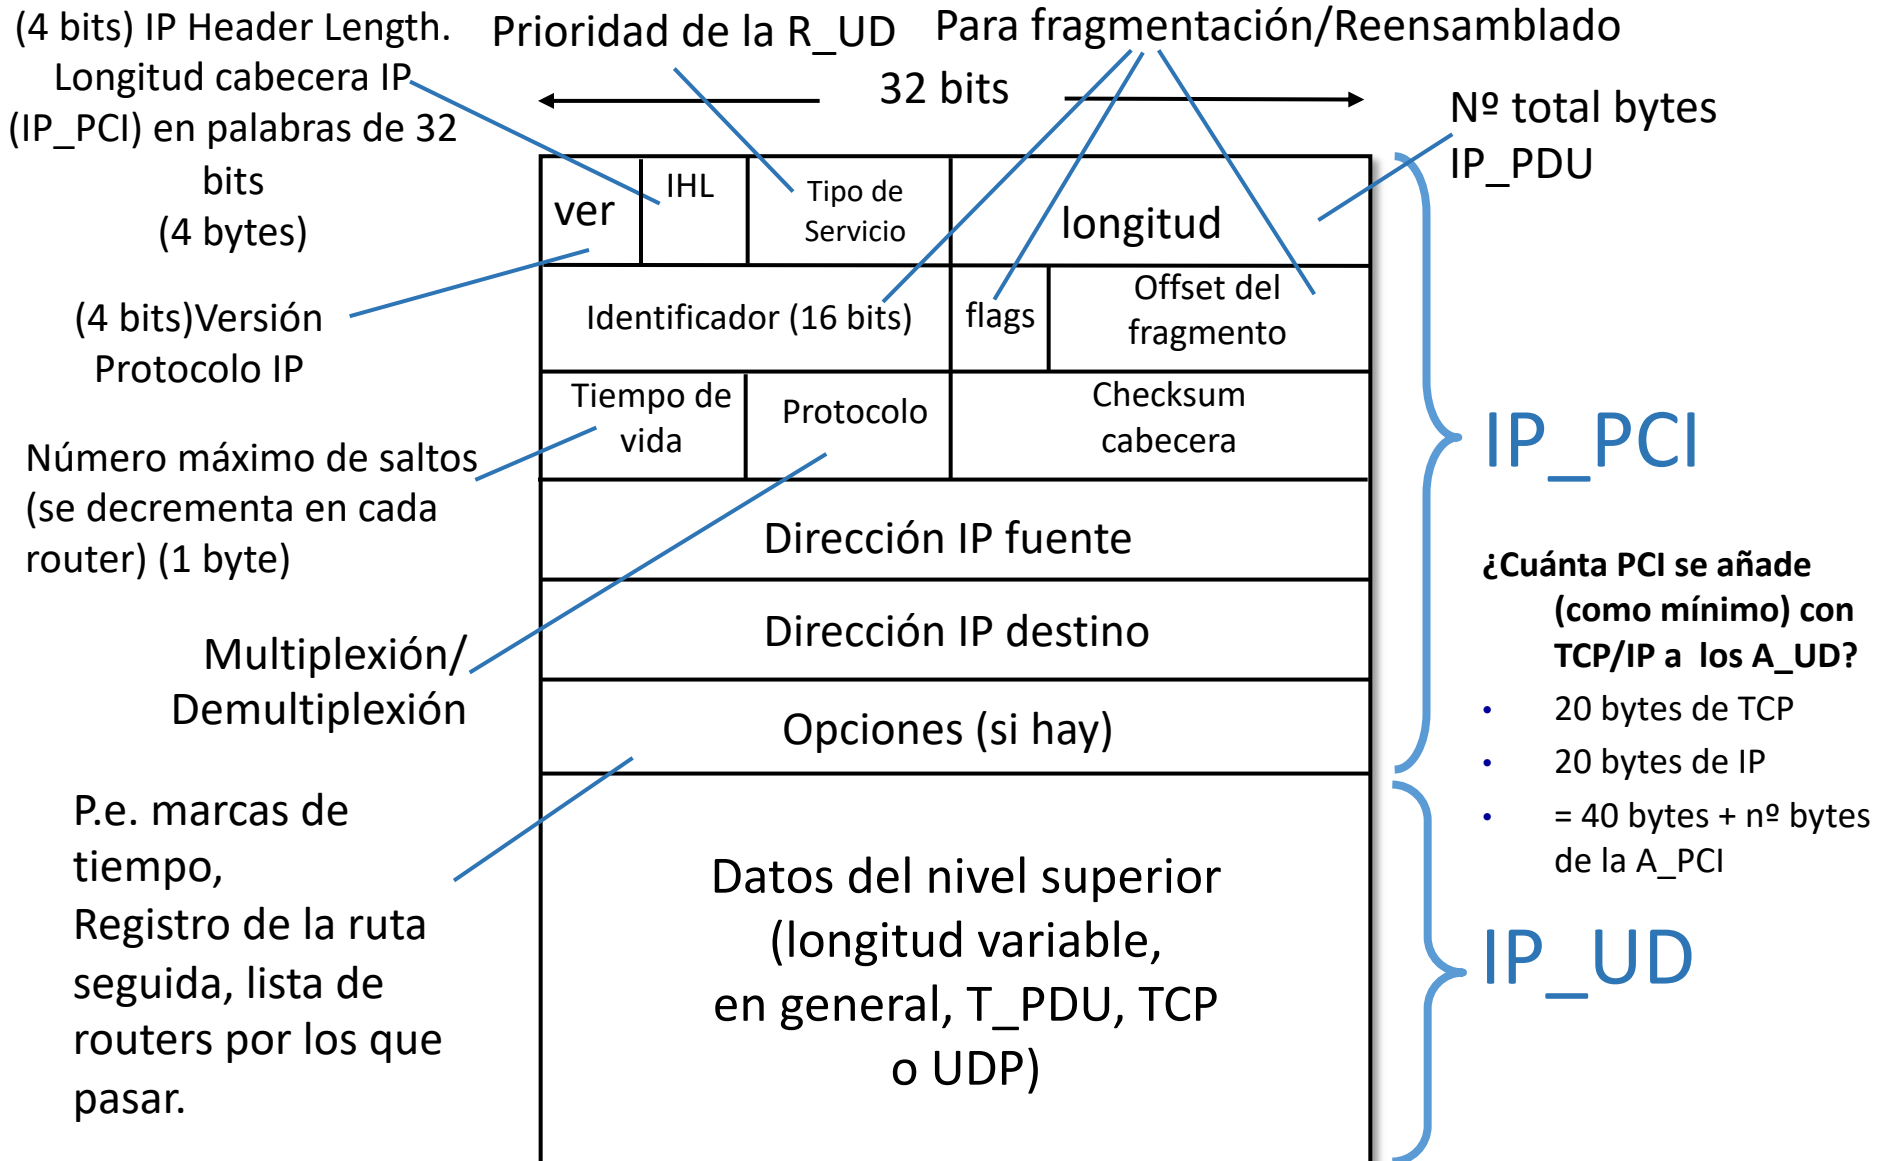 (4 bits) IP Header Length.
Longitud cabecera IP
(IP_PCI) en palabras de 32
bits
(4 bytes)
Prioridad de la R_UD
Para fragmentación/Reensamblado
32 bits
Nº total bytes
IP_PDU
ver
IHL
Tipo de
Servicio
longitud
(4 bits)Versión
Protocolo IP
Identificador (16 bits)
flags
Offset del
fragmento
Tiempo de
vida
Protocolo
Checksum
cabecera
Número máximo de saltos
(se decrementa en cada
router) (1 byte)
IP_PCI
Dirección IP fuente
Dirección IP destino
Multiplexión/
Demultiplexión
Opciones (si hay)
¿Cuánta PCI se añade
(como mínimo) con
TCP/IP a los A_UD?
• 20 bytes de TCP
• 20 bytes de IP
• = 40 bytes + nº bytes
de la A_PCI
P.e. marcas de
tiempo,
Registro de la ruta
seguida, lista de
routers por los que
pasar.
Datos del nivel superior
(longitud variable,
en general, T_PDU, TCP
o UDP)
IP_UD